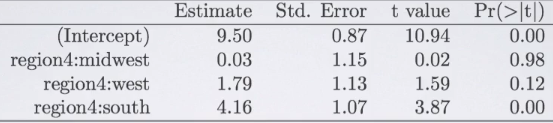 Estimate Std. Error t value Pr(>|t|)
(Intercept) 9.50 0.87 10.94 0.00
region4:midwest 0.03 1.15 0.02 0.98
region4:west 1.79 1.13 1.59 0.12
region4:south 4.16 1.07 3.87 0.00